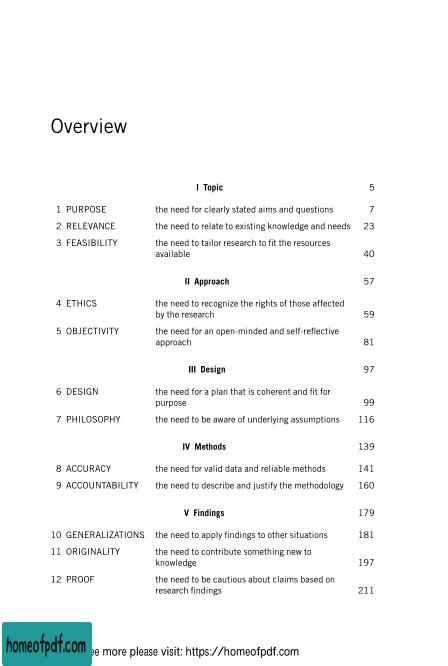 Overview
I Topic 5
1 PURPOSE the need for clearly stated aims and questions 7
2 RELEVANCE the need to relate to existing knowledge and needs 23
3 FEASIBILITY the need to tailor research to fit the resources
available 40
II Approach 57
4 ETHICS the need to recognize the rights of those affected
by the research 59
5 OBJECTIVITY the need for an open-minded and self-reflective
approach 81
III Design 97
6 DESIGN the need for a plan that is coherent and fit for
purpose 99
7 PHILOSOPHY the need to be aware of underlying assumptions 116
IV Methods 139
8 ACCURACY the need for valid data and reliable methods 141
9 ACCOUNTABILITY the need to describe and justify the methodology 160
V Findings 179
10 GENERALIZATIONS the need to apply findings to other situations 181
11 ORIGINALITY the need to contribute something new to
knowledge 197
12 PROOF the need to be cautious about claims based on
research findings 211
homeofpdf.com
more please visit: https://homeofpdf.com